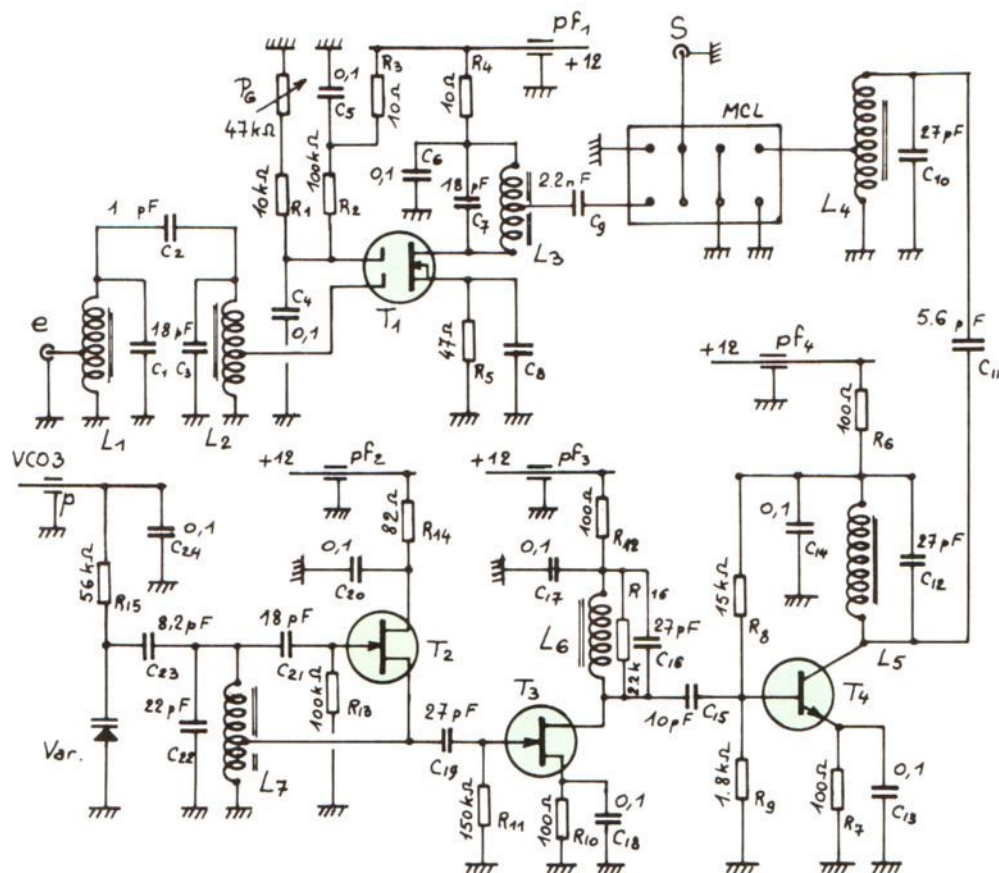 pf1
+12
S
MCL
PG
47kΩ
0,1
C5
R3
10Ω
R4
10Ω
10kΩ
R1
100kΩ
R2
C6
0,1
18 pF
C7
L3
2.2nF
C9
L4
27pF
C10
1 pF
C2
e
18pF
C1
C3
L1
L2
C4
0,1
T1
47Ω
R5
C8
5.6 pF
C11
VCO3
p
0,1
C24
56kΩ
R15
+12
pf2
82Ω
R14
0,1
C20
+12
pf3
100Ω
R12
0,1
C17
R16
22k
27pF
C16
L6
+12
pf4
100Ω
R6
0,1
C14
27pF
C12
L5
15kΩ
R8
8,2pF
C23
18pF
C21
T2
22pF
C22
Var.
L7
100kΩ
R13
27pF
C19
T3
10pF
C15
T4
150kΩ
R11
100Ω
R10
0,1
C18
1.8kΩ
R9
100Ω
R7
0,1
C13